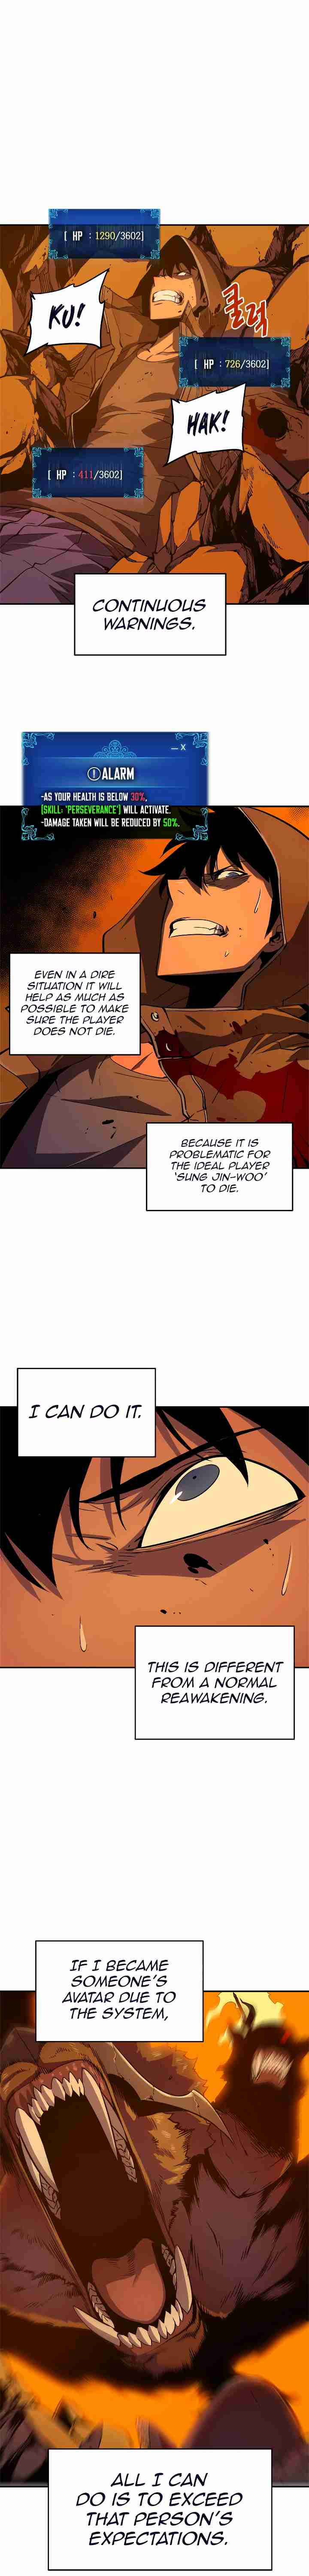 [ HP : 1290/3602]
KU!
쿨럭
[ HP : 726/3602]
HAK!
[ HP : 411/3602]
CONTINUOUS
WARNINGS.
— X
! ALARM
-AS YOUR HEALTH IS BELOW 30%,
[SKILL: 'PERSEVERANCE'] WILL ACTIVATE.
-DAMAGE TAKEN WILL BE REDUCED BY 50%.
EVEN IN A DIRE
SITUATION IT WILL
HELP AS MUCH AS
POSSIBLE TO MAKE
SURE THE PLAYER
DOES NOT DIE.
BECAUSE IT IS
PROBLEMATIC FOR
THE IDEAL PLAYER
'SUNG JIN-WOO'
TO DIE.
I CAN DO IT.
THIS IS DIFFERENT
FROM A NORMAL
REAWAKENING.
IF I BECAME
SOMEONE'S
AVATAR DUE TO
THE SYSTEM,
ALL I CAN
DO IS TO EXCEED
THAT PERSON'S
EXPECTATIONS.